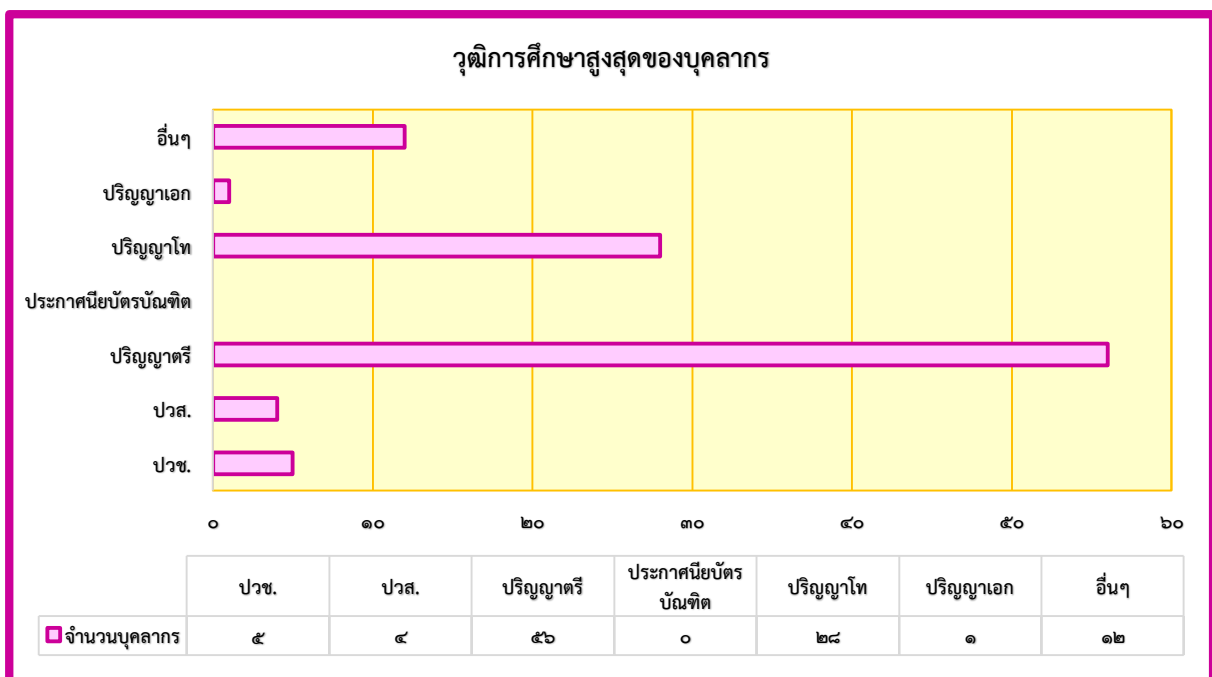 วุฒิการศึกษาสูงสุดของบุคลากร
อื่นๆ
ปริญญาเอก
ปริญญาโท
ประกาศนียบัตรบัณฑิต
ปริญญาตรี
ปวส.
ปวช.
๐ ๑๐ ๒๐ ๓๐ ๔๐ ๕๐ ๖๐
ปวช. ปวส. ปริญญาตรี ประกาศนียบัตร
บัณฑิต ปริญญาโท ปริญญาเอก อื่นๆ
จำนวนบุคลากร ๕ ๔ ๕๖ ๐ ๒๘ ๑ ๑๒